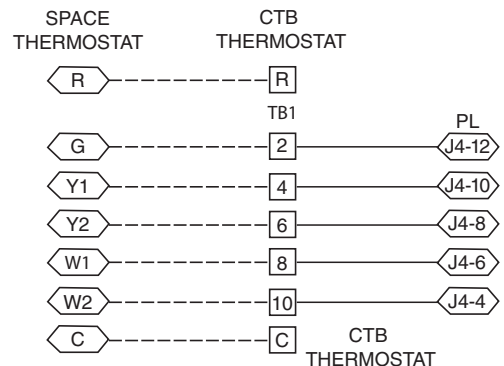 SPACE THERMOSTAT
CTB THERMOSTAT
R R
TB1
PL
G 2 J4-12
Y1 4 J4-10
Y2 6 J4-8
W1 8 J4-6
W2 10 J4-4
C C
CTB THERMOSTAT